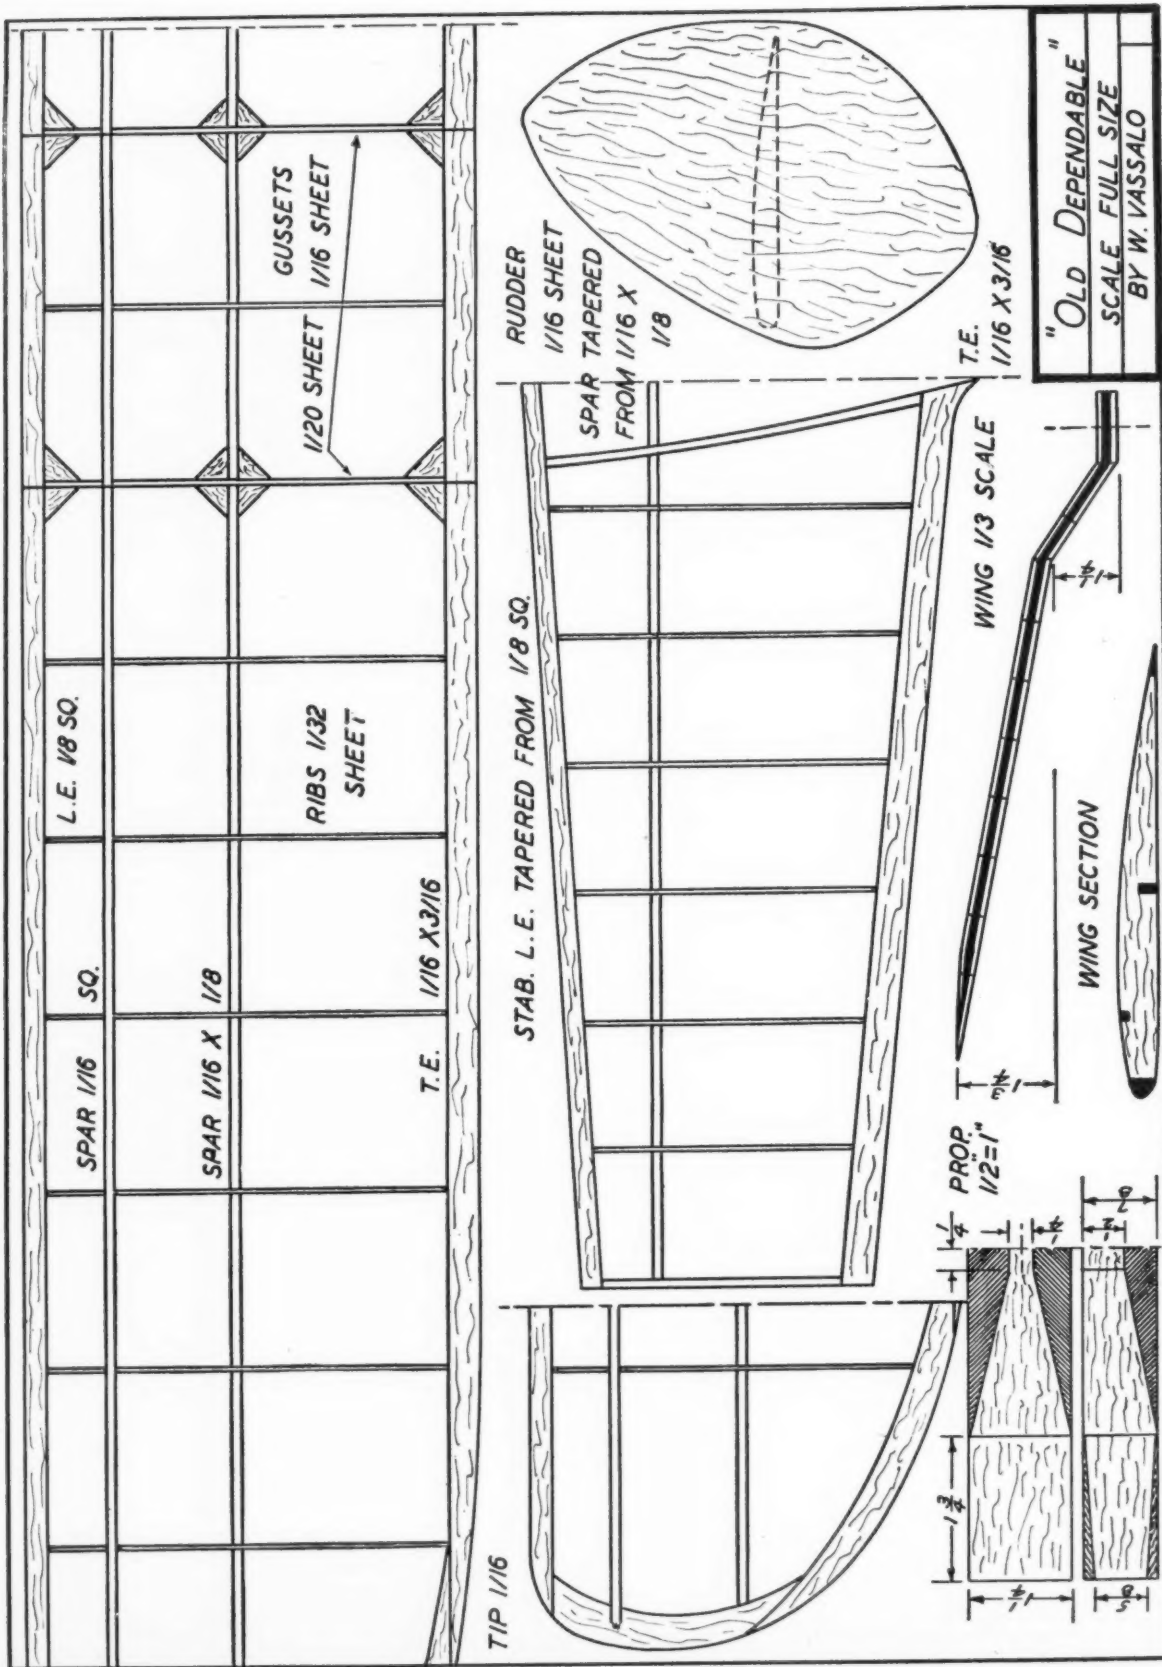 GUSSETS
1/16 SHEET
1/20 SHEET
L.E. 1/8 SQ.
RIBS 1/32
SHEET
SPAR 1/16 SQ.
SPAR 1/16 X 1/8
T.E. 1/16 X 3/16
RUDDER
1/16 SHEET
SPAR TAPERED
FROM 1/16 X
1/8
STAB. L.E. TAPERED FROM 1/8 SQ.
T.E.
1/16 X 3/16
TIP 1/16
WING 1/3 SCALE
1 1/4
1 3/4
WING SECTION
PROP.
1/2"=1"
1/4
1/4
1 3/4
1 1/4
1/2
7/8
5/8
"OLD DEPENDABLE"
SCALE FULL SIZE
BY W. VASSALO